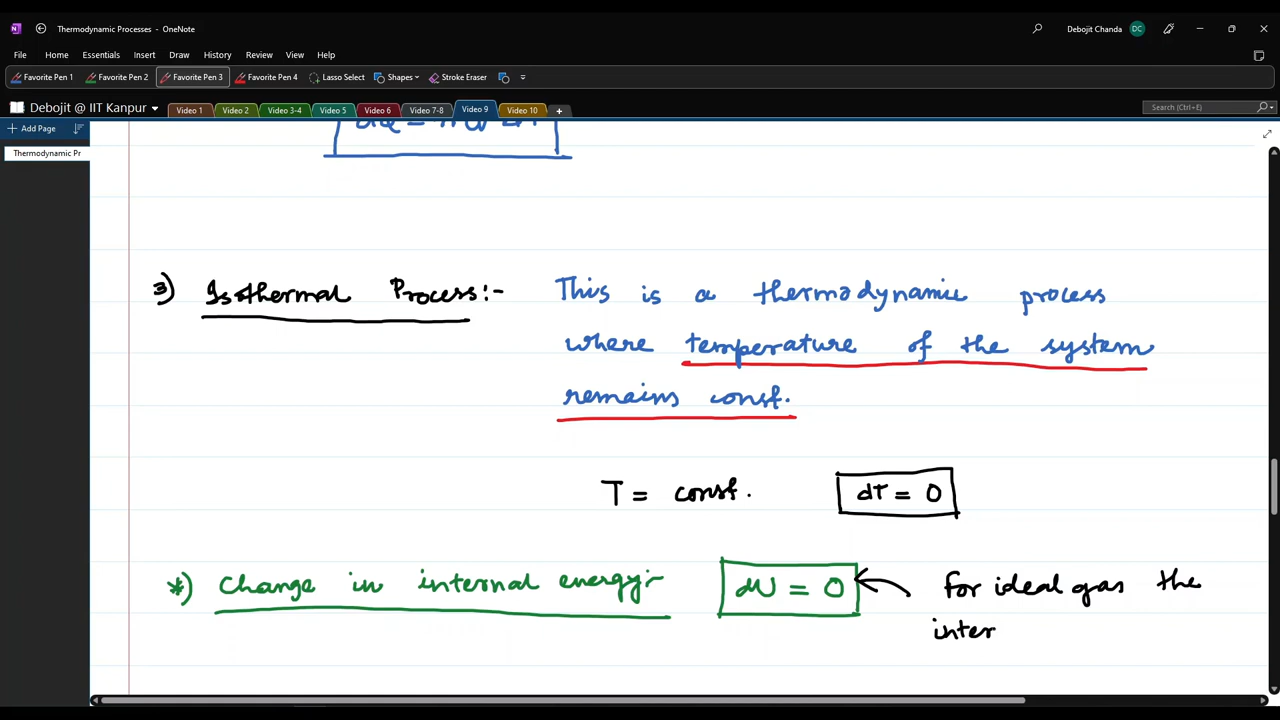 Thermodynamic Processes - OneNote
Debojit Chanda DC
File Home Essentials Insert Draw History Review View Help
Favorite Pen 1 Favorite Pen 2 Favorite Pen 3 Favorite Pen 4 Lasso Select Shapes Stroke Eraser
Debojit @ IIT Kanpur Video 1 Video 2 Video 3-4 Video 5 Video 6 Video 7-8 Video 9 Video 10 Search (Ctrl+E)
Add Page
Thermodynamic Pr
3) Isothermal Process:- This is a thermodynamic process
where temperature of the system
remains const.
T = const. dT = 0
*) Change in internal energy:- dU = 0 for ideal gas the
inter